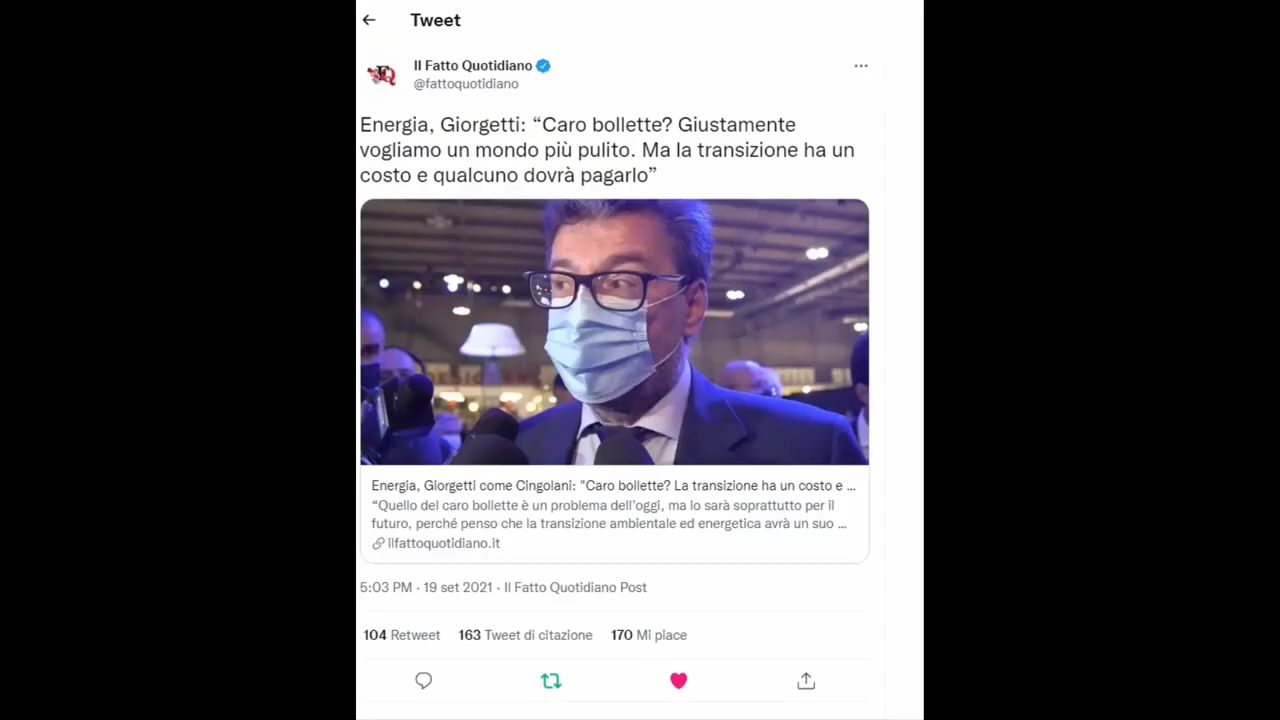 Tweet
Il Fatto Quotidiano
@fattoquotidiano
Energia, Giorgetti: “Caro bollette? Giustamente
vogliamo un mondo più pulito. Ma la transizione ha un
costo e qualcuno dovrà pagarlo”
Energia, Giorgetti come Cingolani: "Caro bollette? La transizione ha un costo e ...
“Quello del caro bollette è un problema dell’oggi, ma lo sarà soprattutto per il
futuro, perché penso che la transizione ambientale ed energetica avrà un suo ...
ilfattoquotidiano.it
5:03 PM · 19 set 2021 · Il Fatto Quotidiano Post
104 Retweet 163 Tweet di citazione 170 Mi piace